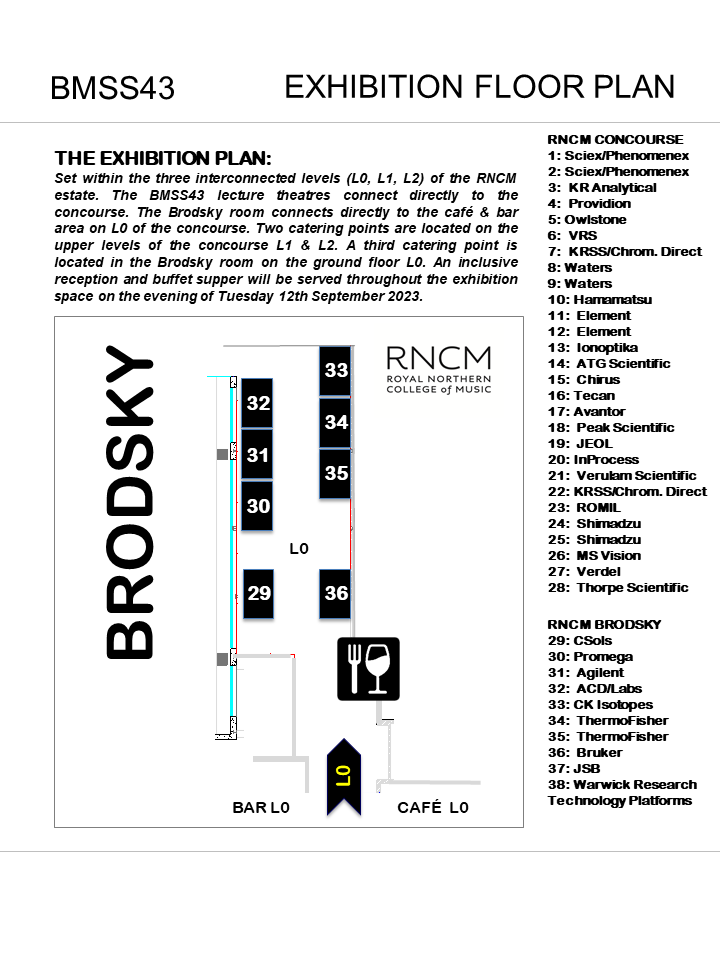 BMSS43
EXHIBITION FLOOR PLAN
THE EXHIBITION PLAN:
Set within the three interconnected levels (L0, L1, L2) of the RNCM
estate. The BMSS43 lecture theatres connect directly to the
concourse. The Brodsky room connects directly to the café & bar
area on L0 of the concourse. Two catering points are located on the
upper levels of the concourse L1 & L2. A third catering point is
located in the Brodsky room on the ground floor L0. An inclusive
reception and buffet supper will be served throughout the exhibition
space on the evening of Tuesday 12th September 2023.
BRODSKY
RNCM
ROYAL NORTHERN
COLLEGE of MUSIC
33
32
34
31
35
30
L0
29
36
L0
BAR L0
CAFÉ L0
RNCM CONCOURSE
1: Sciex/Phenomenex
2: Sciex/Phenomenex
3: KR Analytical
4: Providion
5: Owlstone
6: VRS
7: KRSS/Chrom. Direct
8: Waters
9: Waters
10: Hamamatsu
11: Element
12: Element
13: Ionoptika
14: ATG Scientific
15: Chirus
16: Tecan
17: Avantor
18: Peak Scientific
19: JEOL
20: InProcess
21: Verulam Scientific
22: KRSS/Chrom. Direct
23: ROMIL
24: Shimadzu
25: Shimadzu
26: MS Vision
27: Verdel
28: Thorpe Scientific
RNCM BRODSKY
29: CSols
30: Promega
31: Agilent
32: ACD/Labs
33: CK Isotopes
34: ThermoFisher
35: ThermoFisher
36: Bruker
37: JSB
38: Warwick Research
Technology Platforms